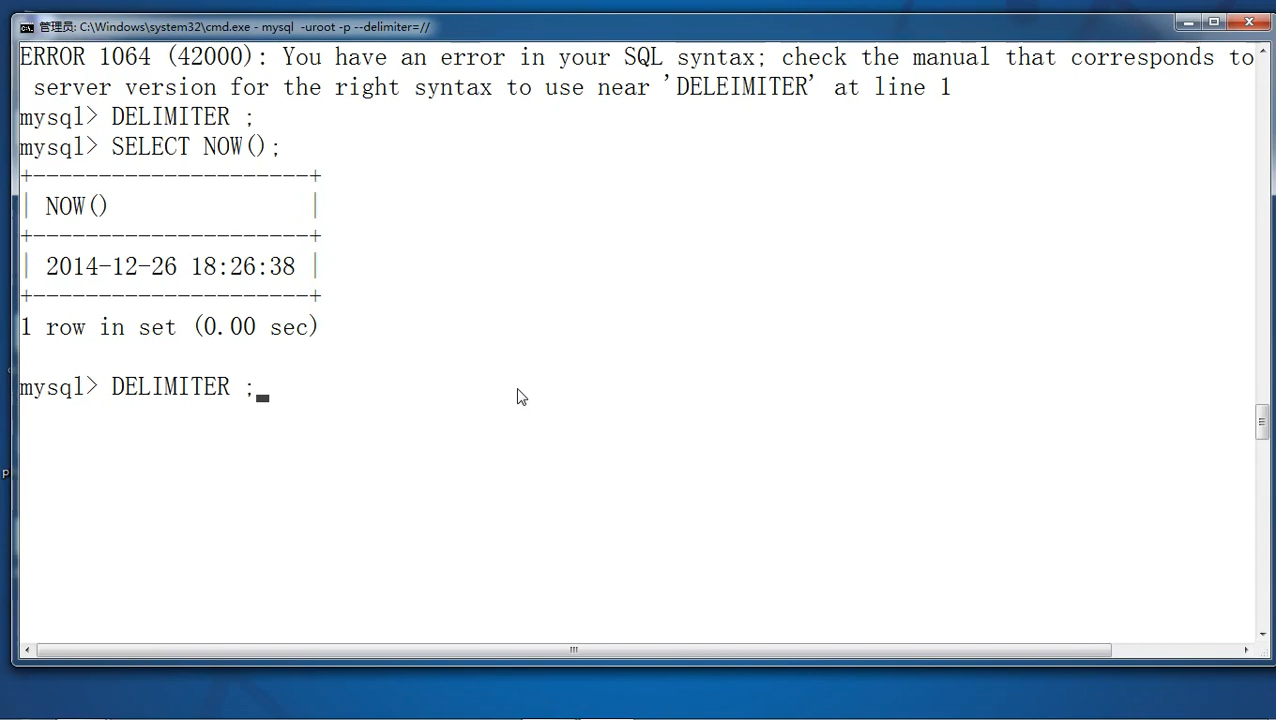 管理员: C:\Windows\system32\cmd.exe - mysql  -uroot -p --delimiter=//
ERROR 1064 (42000): You have an error in your SQL syntax; check the manual that corresponds to
server version for the right syntax to use near 'DELEIMITER' at line 1
mysql> DELIMITER ;
mysql> SELECT NOW();
+---------------------+
| NOW()               |
+---------------------+
| 2014-12-26 18:26:38 |
+---------------------+
1 row in set (0.00 sec)
mysql> DELIMITER ;
p